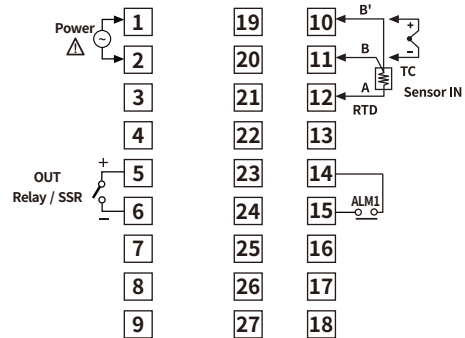 Power
~
1 19 10 B'
2 20 11 B
+
-
TC
3 21 12 A
RTD
Sensor IN
4 22 13
OUT
Relay / SSR
+
5 23 14
6 24 15 ALM1
-
7 25 16
8 26 17
9 27 18